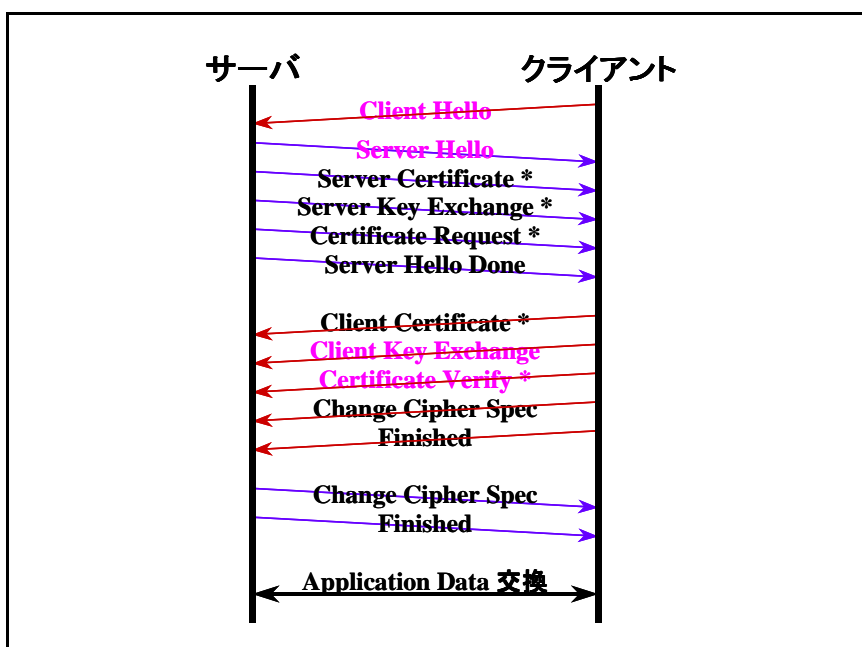 サーバ
クライアント
Client Hello
Server Hello
Server Certificate *
Server Key Exchange *
Certificate Request *
Server Hello Done
Client Certificate *
Client Key Exchange
Certificate Verify *
Change Cipher Spec
Finished
Change Cipher Spec
Finished
Application Data 交換